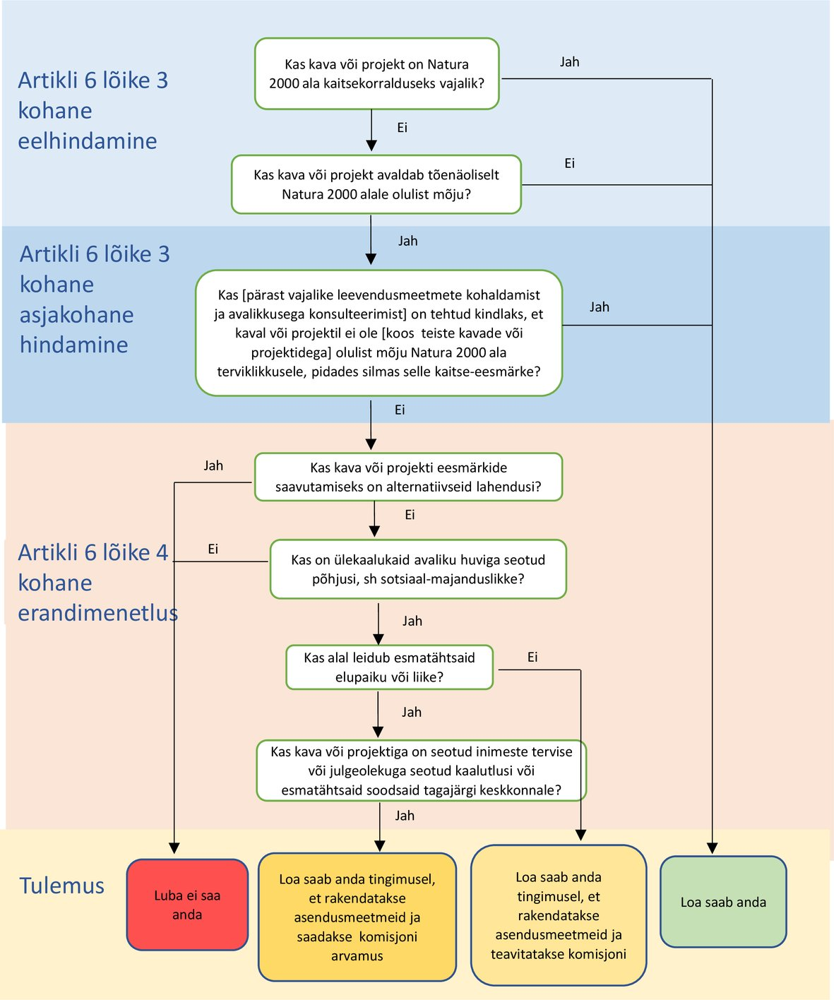 Artikli 6 lõike 3
kohane
eelhindamine
Kas kava või projekt on Natura
2000 ala kaitsekorralduseks vajalik?
Jah
Ei
Kas kava või projekt avaldab tõenäoliselt
Natura 2000 alale olulist mõju?
Ei
Jah
Artikli 6 lõike 3
kohane
asjakohane
hindamine
Kas [pärast vajalike leevendusmeetmete kohaldamist
ja avalikkusega konsulteerimist] on tehtud kindlaks, et
kaval või projektil ei ole [koos teiste kavade või
projektidega] olulist mõju Natura 2000 ala
terviklikkusele, pidades silmas selle kaitse-eesmärke?
Jah
Ei
Kas kava või projekti eesmärkide
saavutamiseks on alternatiivseid lahendusi?
Jah
Ei
Artikli 6 lõike 4
kohane
erandimenetlus
Kas on ülekaalukaid avaliku huviga seotud
põhjusi, sh sotsiaal-majanduslikke?
Ei
Jah
Kas alal leidub esmatähtsaid
elupaiku või liike?
Ei
Jah
Kas kava või projektiga on seotud inimeste tervise
või julgeolekuga seotud kaalutlusi või
esmatähtsaid soodsaid tagajärgi keskkonnale?
Jah
Tulemus
Luba ei saa
anda
Loa saab anda tingimusel,
et rakendatakse
asendusmeetmeid ja
saadakse komisjoni
arvamus
Loa saab anda
tingimusel, et
rakendatakse
asendusmeetmeid ja
teavitatakse komisjoni
Loa saab anda